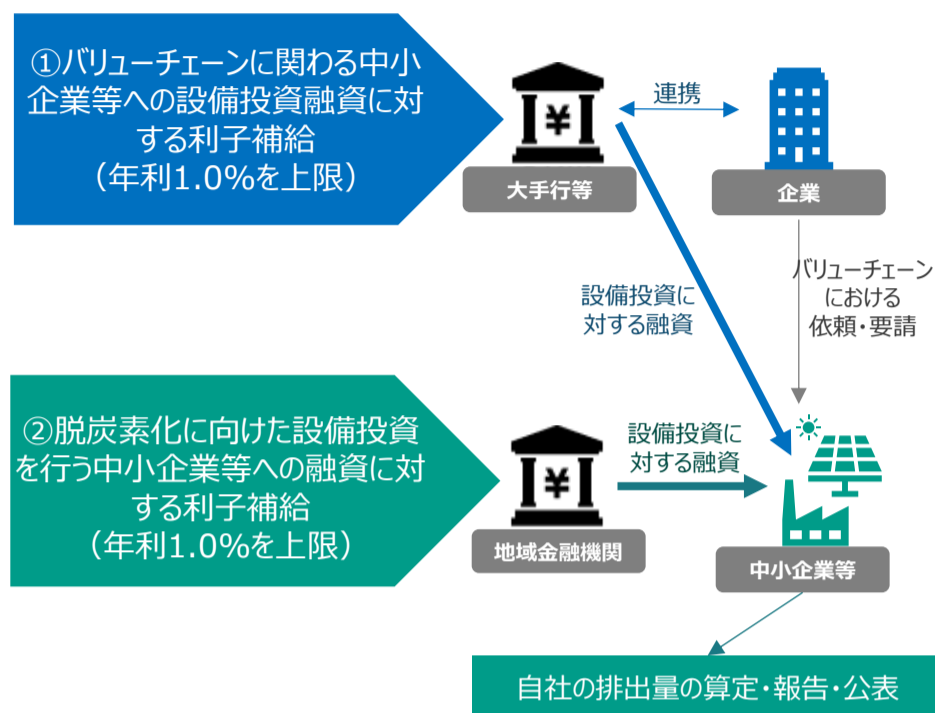 ①バリューチェーンに関わる中小
企業等への設備投資融資に対
する利子補給
（年利1.0%を上限）
¥
連携
大手行等
企業
設備投資に
対する融資
バリューチェーン
における
依頼・要請
②脱炭素化に向けた設備投資
を行う中小企業等への融資に対
する利子補給
（年利1.0%を上限）
¥
設備投資に
対する融資
地域金融機関
中小企業等
自社の排出量の算定・報告・公表